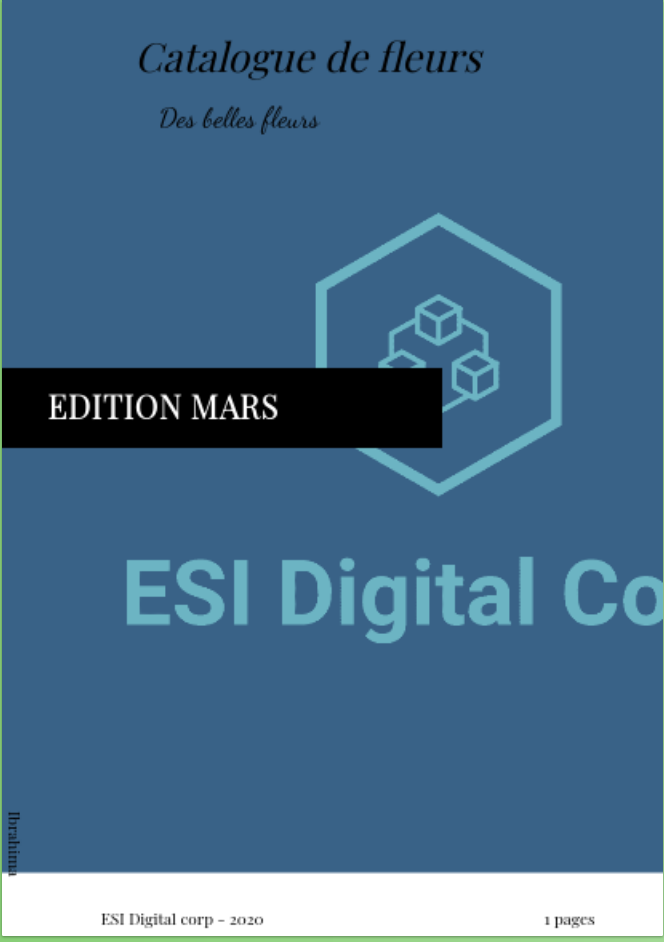 Catalogue de fleurs
Des belles fleurs
EDITION MARS
ESI Digital Co
Ibrahima
ESI Digital corp - 2020
1 pages